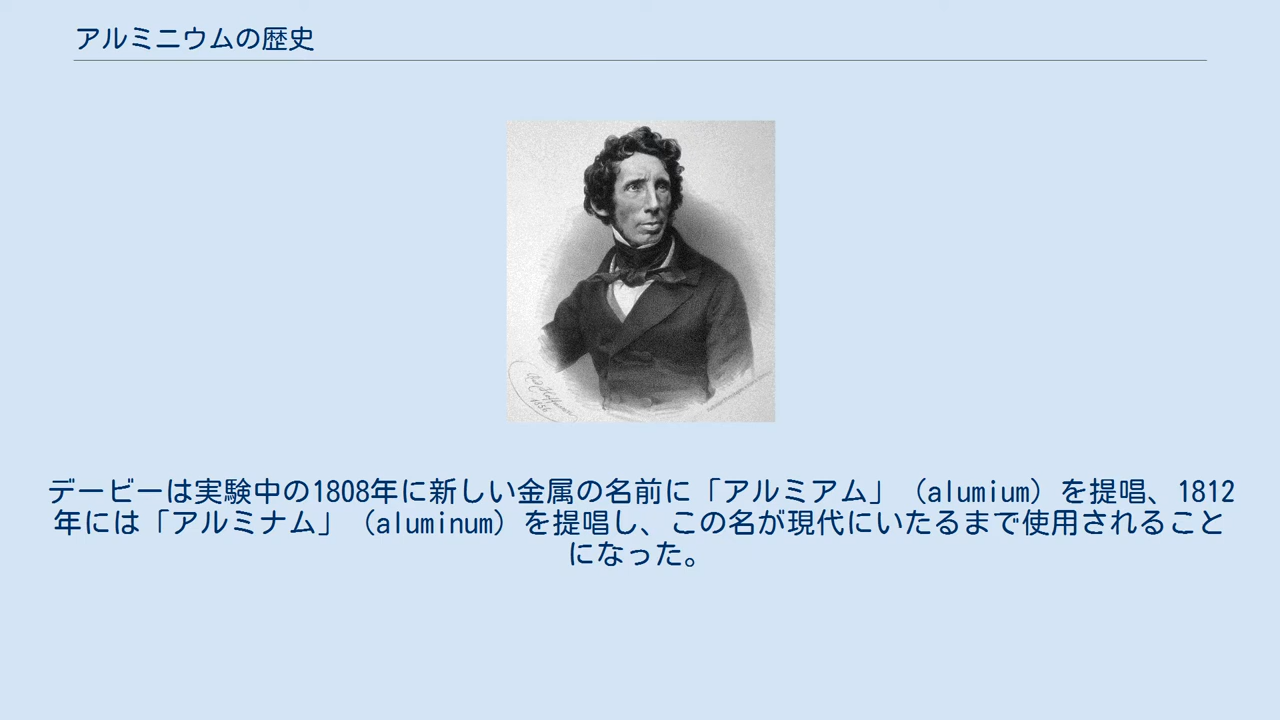 アルミニウムの歴史
デービーは実験中の1808年に新しい金属の名前に「アルミアム」（alumium）を提唱、1812
年には「アルミナム」（aluminum）を提唱し、この名が現代にいたるまで使用されること
になった。
1856